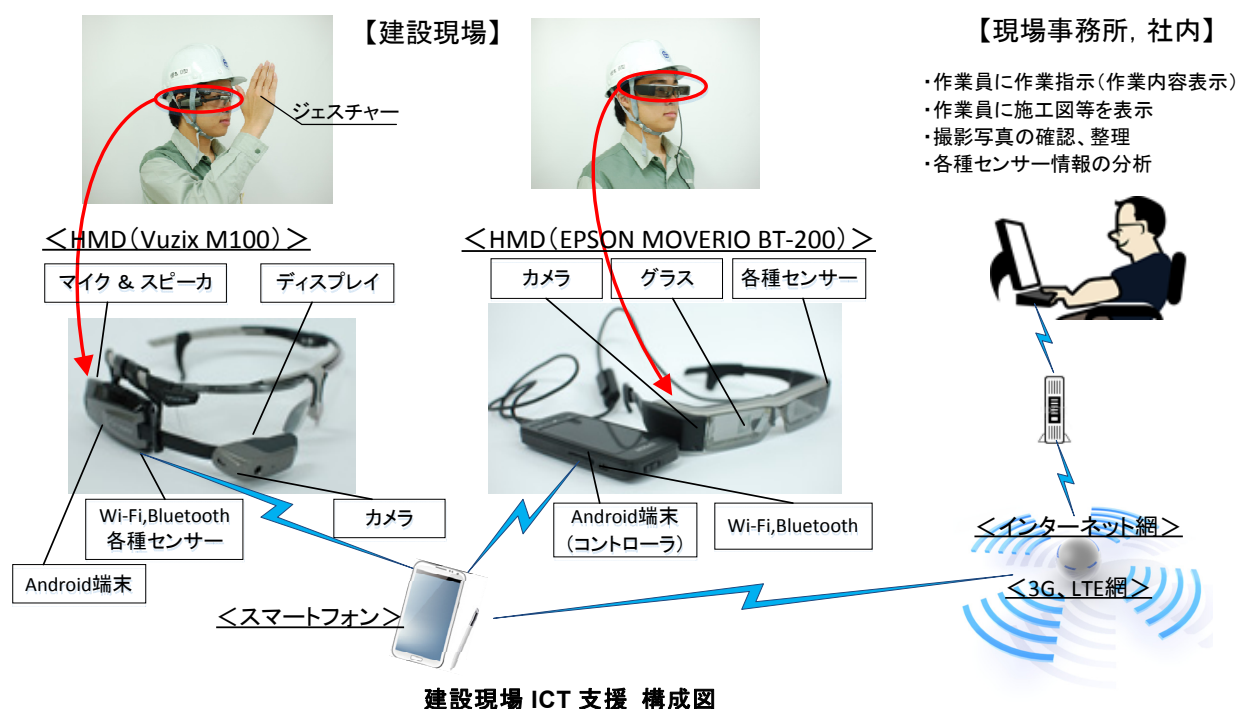 【建設現場】
【現場事務所, 社内】
ジェスチャー
・作業員に作業指示(作業内容表示)
・作業員に施工図等を表示
・撮影写真の確認、整理
・各種センサー情報の分析
<HMD(Vuzix M100)>
<HMD(EPSON MOVERIO BT-200)>
マイク & スピーカ
ディスプレイ
カメラ
グラス
各種センサー
Wi-Fi,Bluetooth
各種センサー
カメラ
Android端末
Android端末
(コントローラ)
Wi-Fi,Bluetooth
<スマートフォン>
<インターネット網>
<3G、LTE網>
建設現場 ICT 支援 構成図